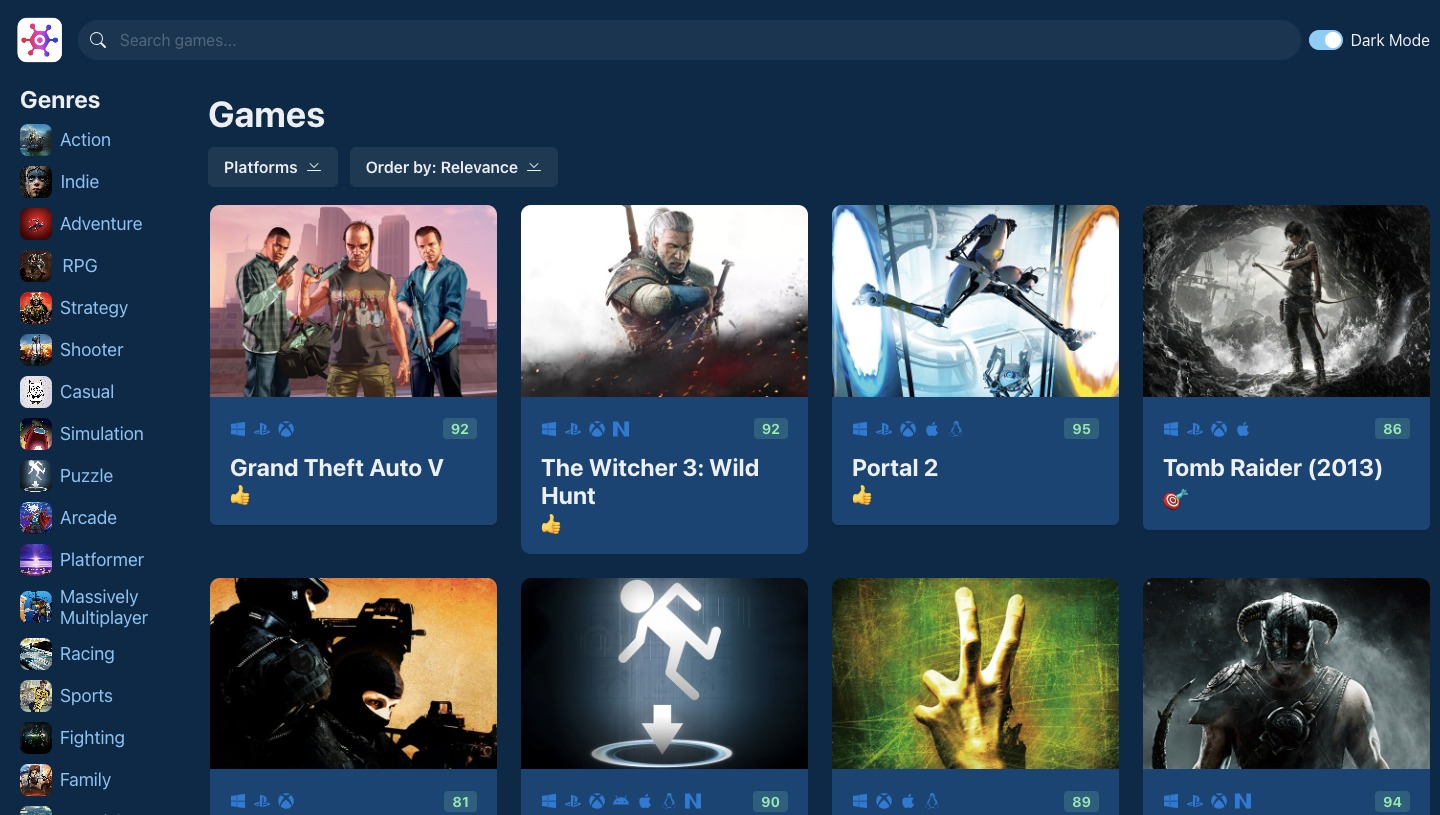 Search games...
Dark Mode
Genres
Action
Indie
Adventure
RPG
Strategy
Shooter
Casual
Simulation
Puzzle
Arcade
Platformer
Massively
Multiplayer
Racing
Sports
Fighting
Family
Games
Platforms
Order by: Relevance
92
Grand Theft Auto V
92
The Witcher 3: Wild
Hunt
95
Portal 2
86
Tomb Raider (2013)
81
90
89
94